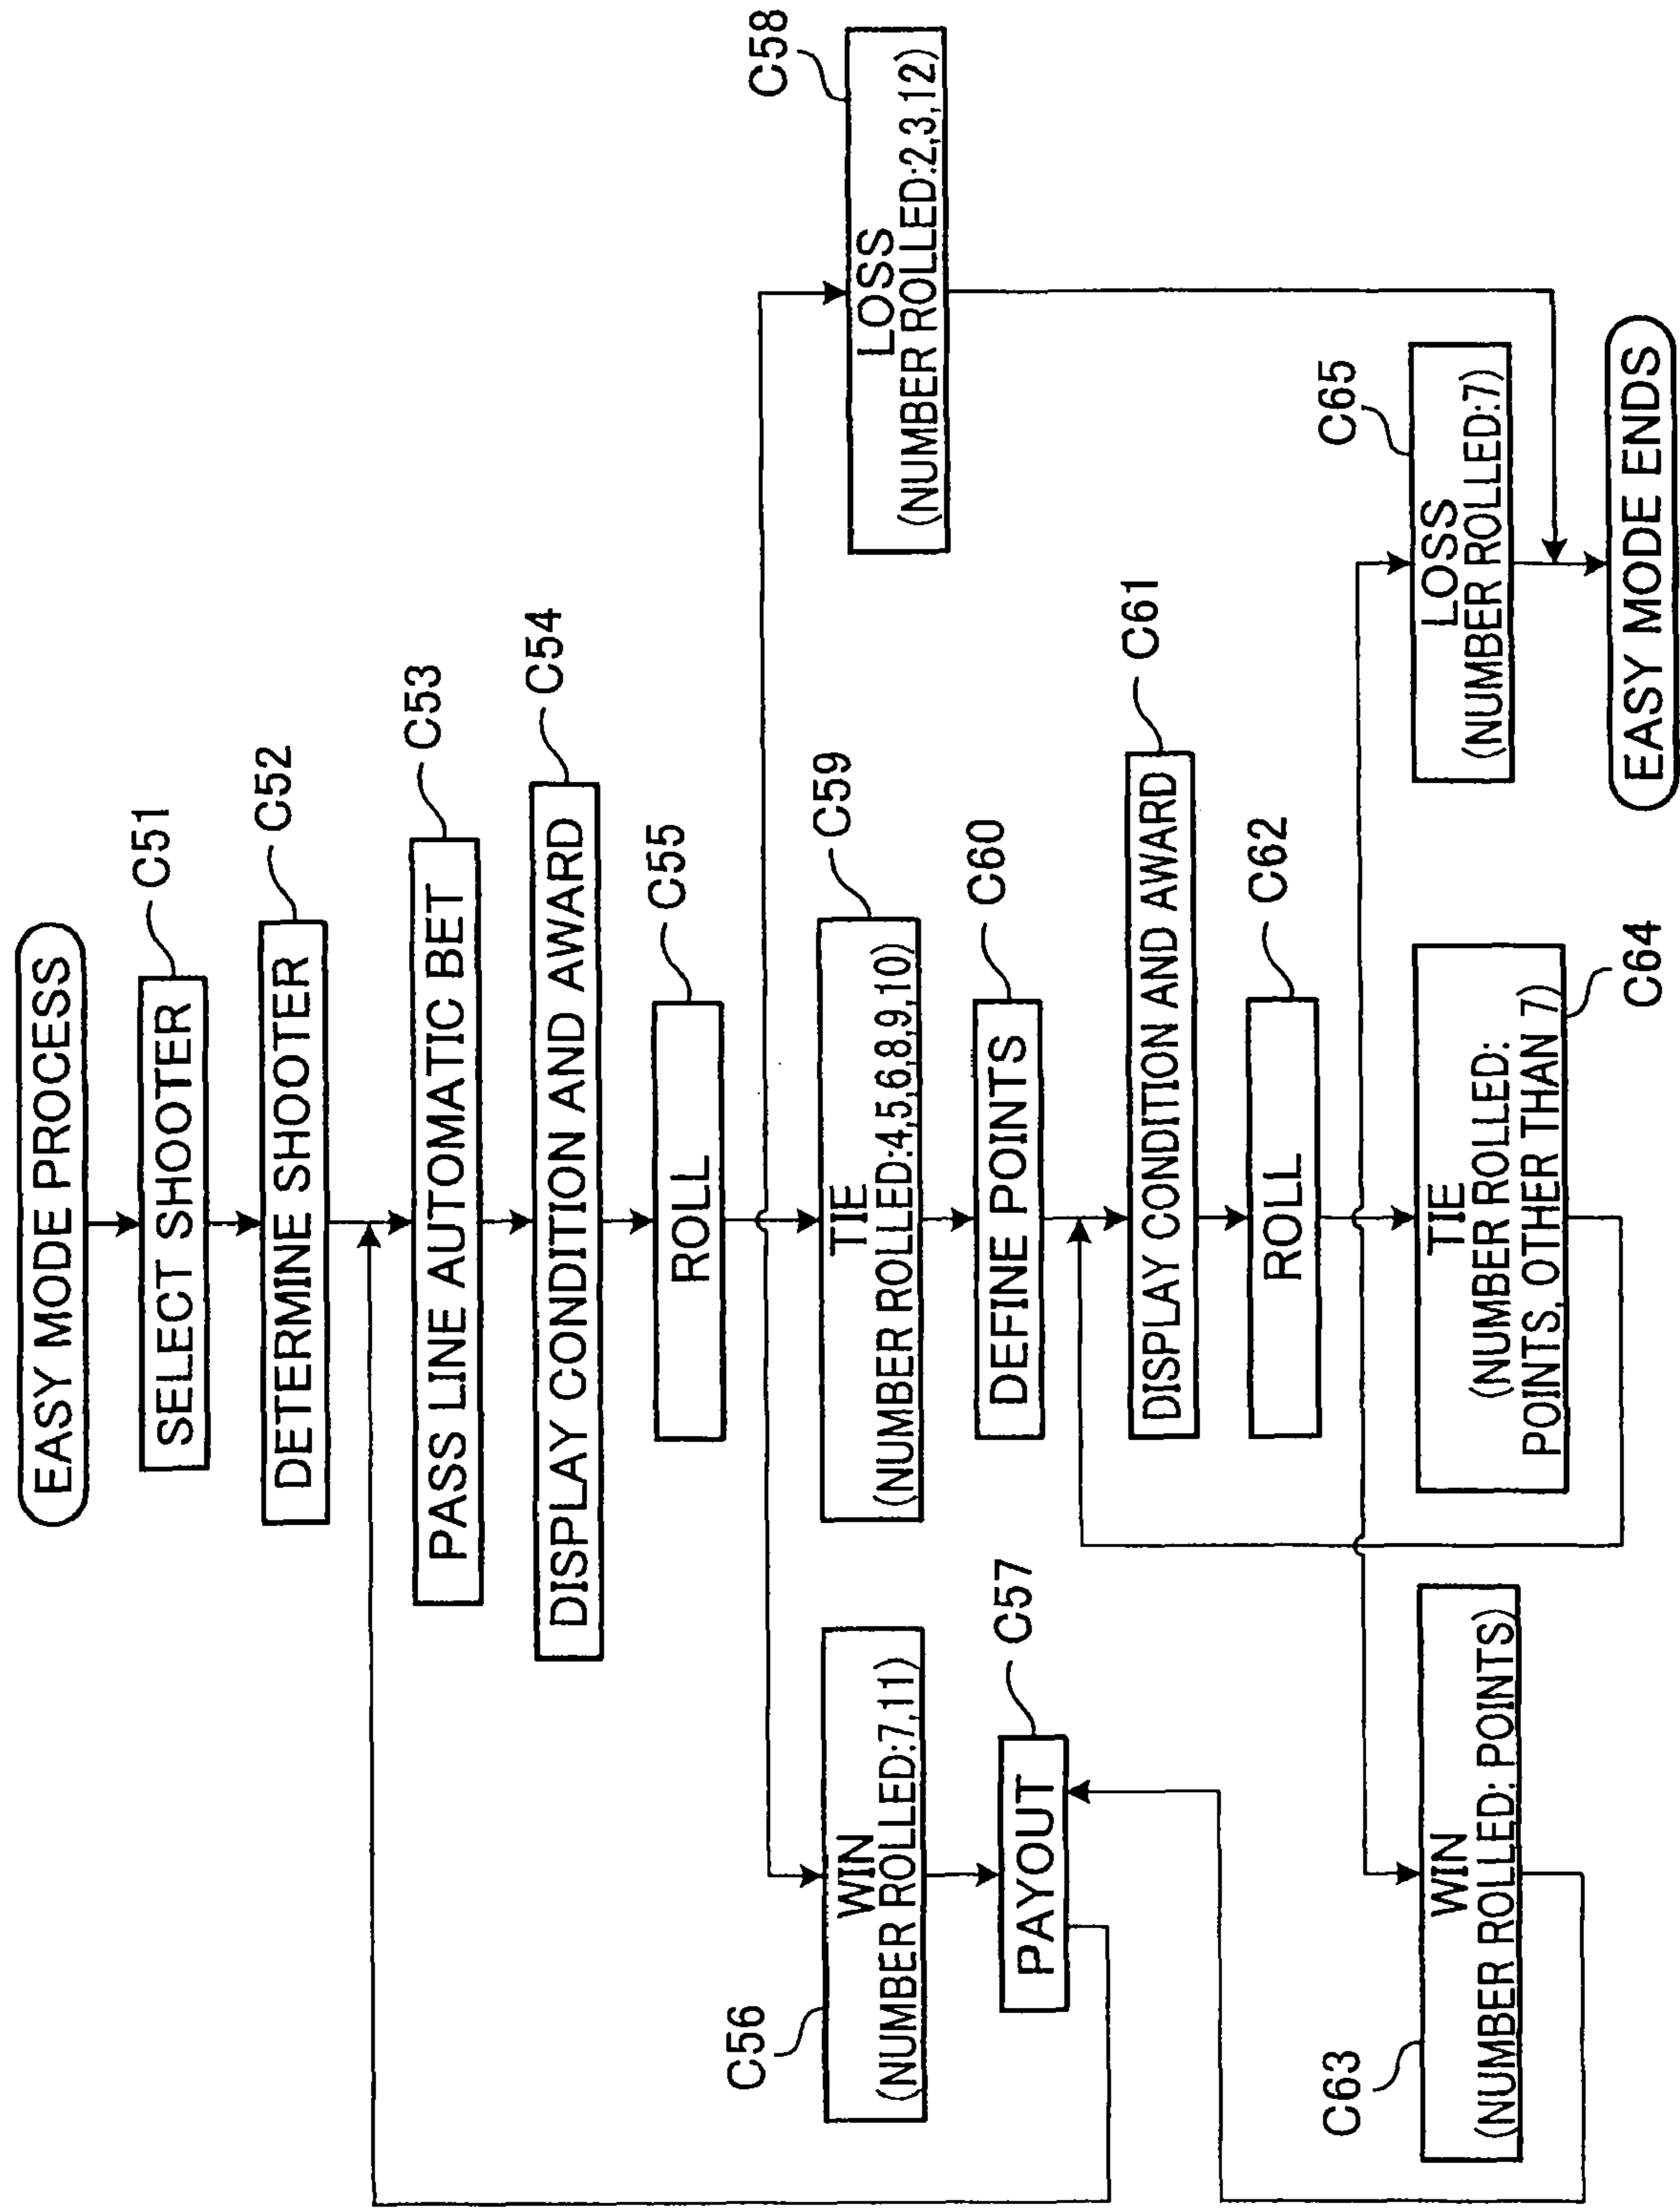 EASY MODE PROCESS
SELECT SHOOTER
C51
DETERMINE SHOOTER
C52
PASS LINE AUTOMATIC BET
C53
DISPLAY CONDITION AND AWARD
C54
ROLL
C55
C56
WIN
(NUMBER ROLLED:7,11)
TIE
(NUMBER ROLLED:4,5,6,8,9,10)
C59
LOSS
(NUMBER ROLLED:2,3,12)
C58
PAYOUT
C57
DEFINE POINTS
C60
DISPLAY CONDITION AND AWARD
C61
ROLL
C62
C63
WIN
(NUMBER ROLLED: POINTS)
TIE
(NUMBER ROLLED:
POINTS, OTHER THAN 7)
C64
LOSS
(NUMBER ROLLED:7)
C65
EASY MODE ENDS